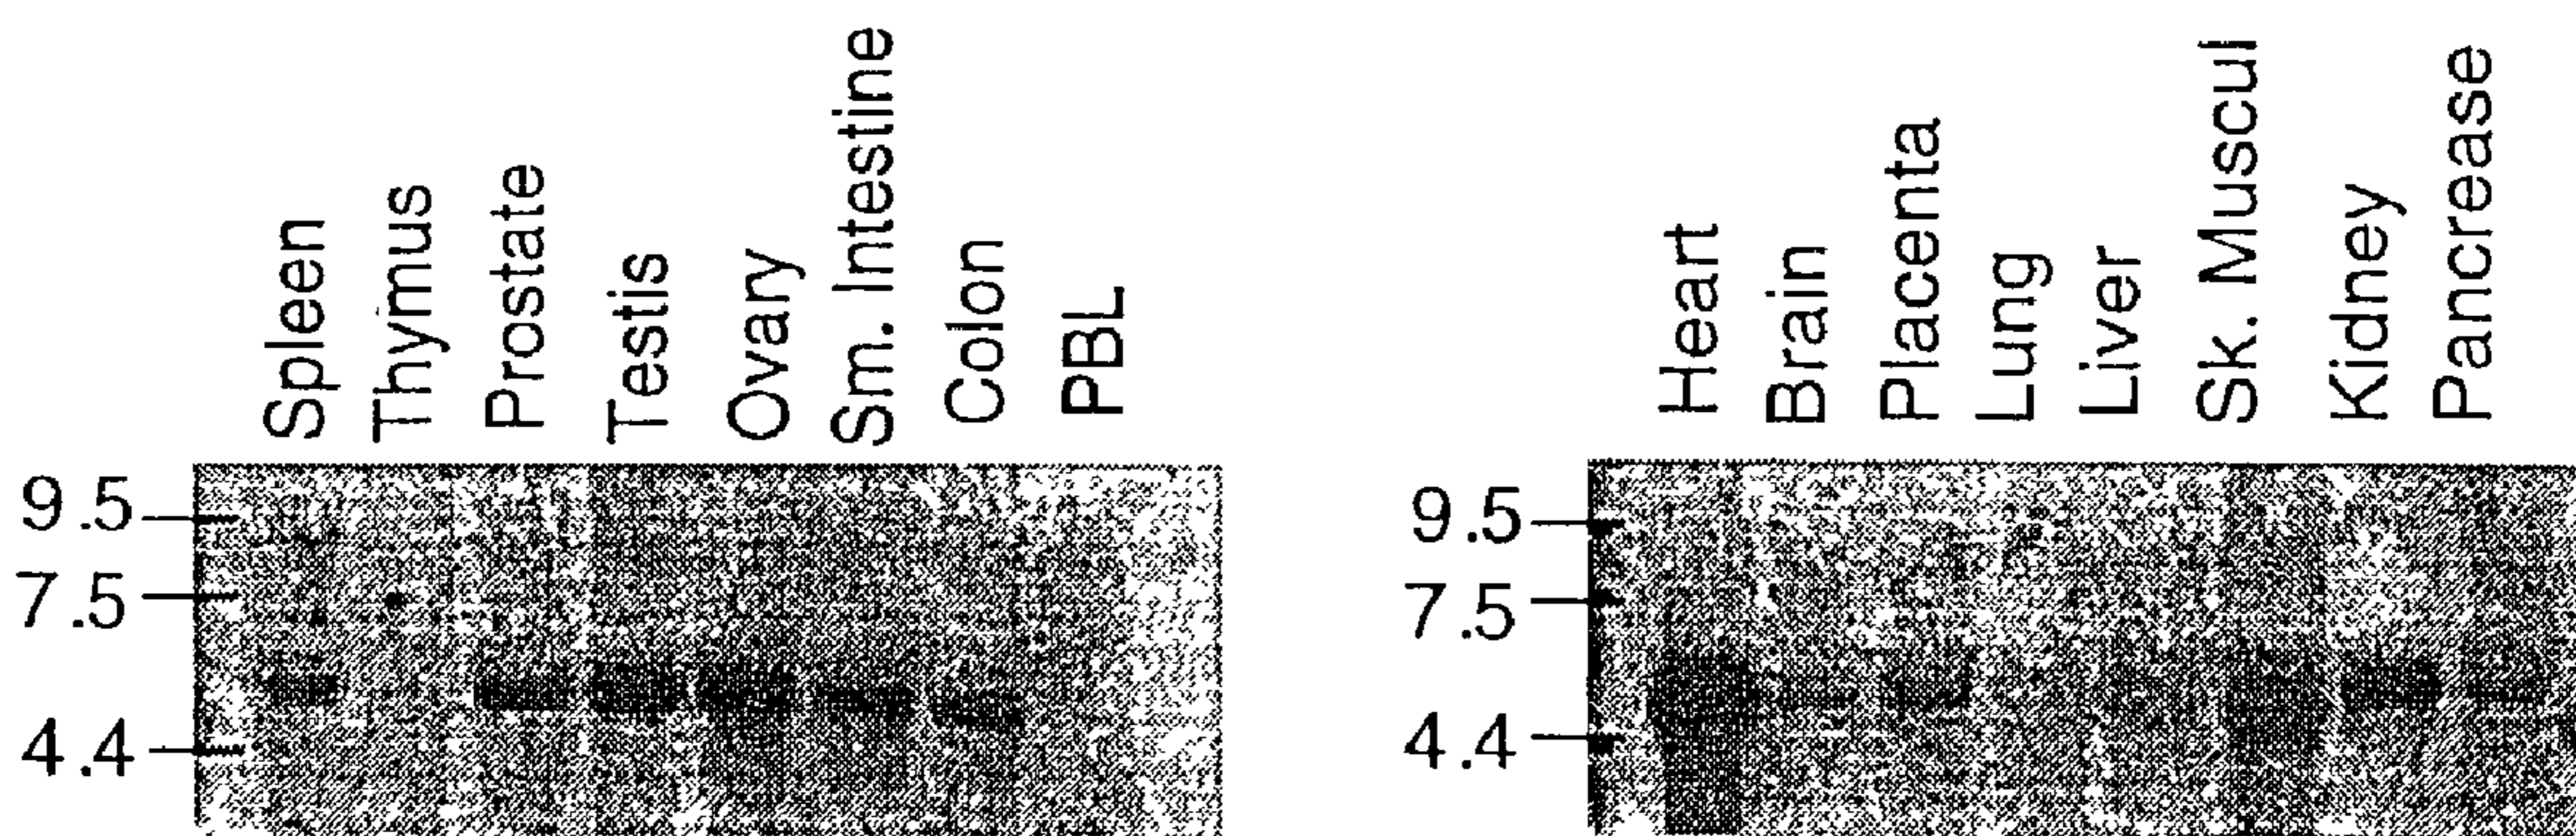 Spleen
Thymus
Prostate
Testis
Ovary
Sm. Intestine
Colon
PBL
9.5
7.5
4.4
Heart
Brain
Placenta
Lung
Liver
Sk. Muscul
Kidney
Pancrease
9.5
7.5
4.4